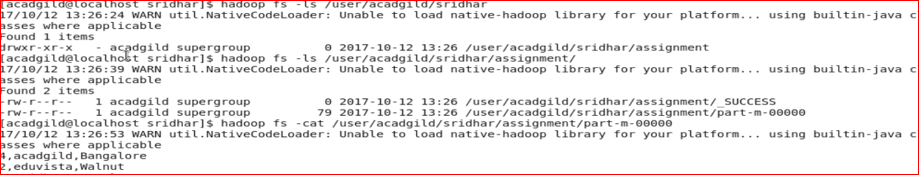 [acadgild@localhost sridhar]$ hadoop fs -ls /user/acadgild/sridhar
17/10/12 13:26:24 WARN util.NativeCodeLoader: Unable to load native-hadoop library for your platform... using builtin-java c
asses where applicable
Found 1 items
drwxr-xr-x   - acadgild supergroup          0 2017-10-12 13:26 /user/acadgild/sridhar/assignment
[acadgild@localhost sridhar]$ hadoop fs -ls /user/acadgild/sridhar/assignment/
17/10/12 13:26:39 WARN util.NativeCodeLoader: Unable to load native-hadoop library for your platform... using builtin-java c
asses where applicable
Found 2 items
-rw-r--r--   1 acadgild supergroup          0 2017-10-12 13:26 /user/acadgild/sridhar/assignment/_SUCCESS
-rw-r--r--   1 acadgild supergroup         79 2017-10-12 13:26 /user/acadgild/sridhar/assignment/part-m-00000
[acadgild@localhost sridhar]$ hadoop fs -cat /user/acadgild/sridhar/assignment/part-m-00000
17/10/12 13:26:53 WARN util.NativeCodeLoader: Unable to load native-hadoop library for your platform... using builtin-java c
asses where applicable
4,acadgild,Bangalore
2,eduvista,Walnut